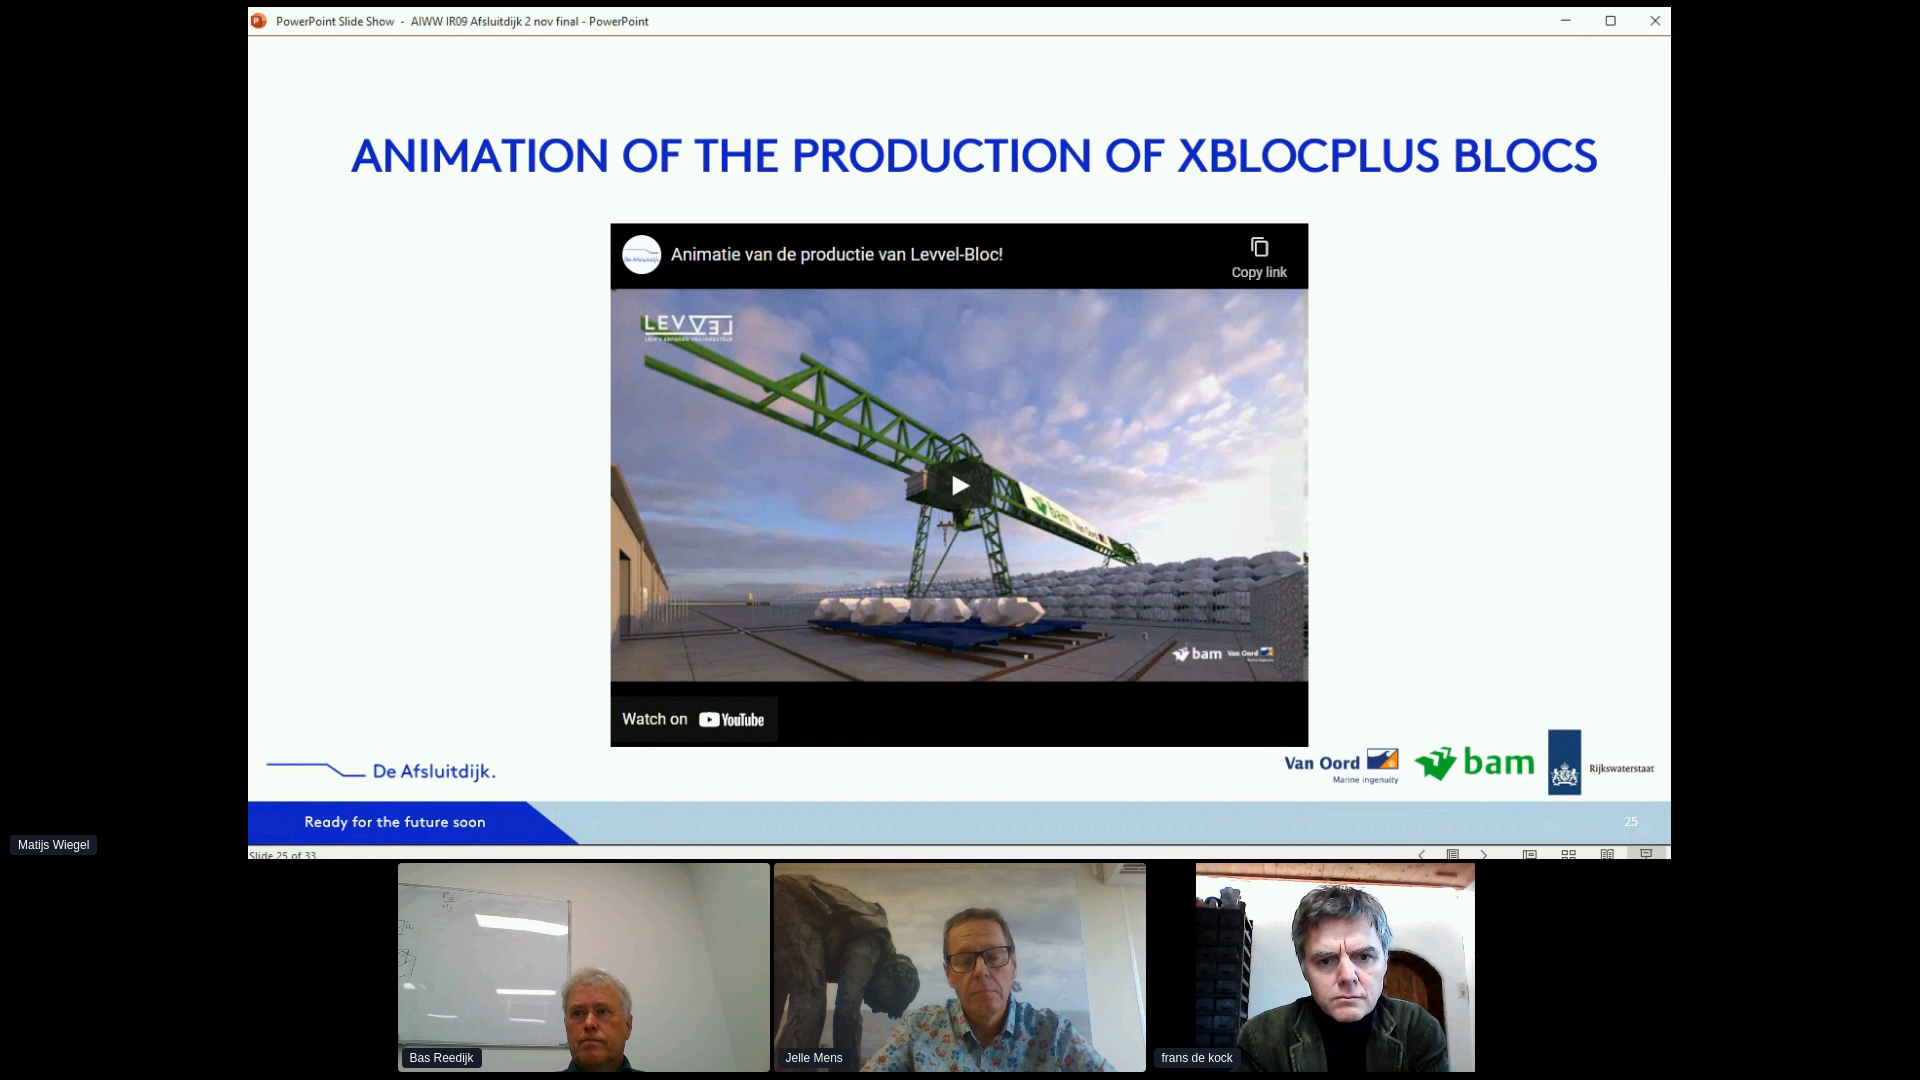 PowerPoint Slide Show - AIWW IR09 Afsluitdijk 2 nov final - PowerPoint
ANIMATION OF THE PRODUCTION OF XBLOCPLUS BLOCS
Animatie van de productie van Levvel-Bloc!
Copy link
LEVVEL
bam
bam Van Oord
Watch on YouTube
De Afsluitdijk.
Van Oord
Marine ingenuity
bam
Rijkswaterstaat
Ready for the future soon
25
Slide 25 of 33
Matijs Wiegel
Bas Reedijk
Jelle Mens
frans de kock